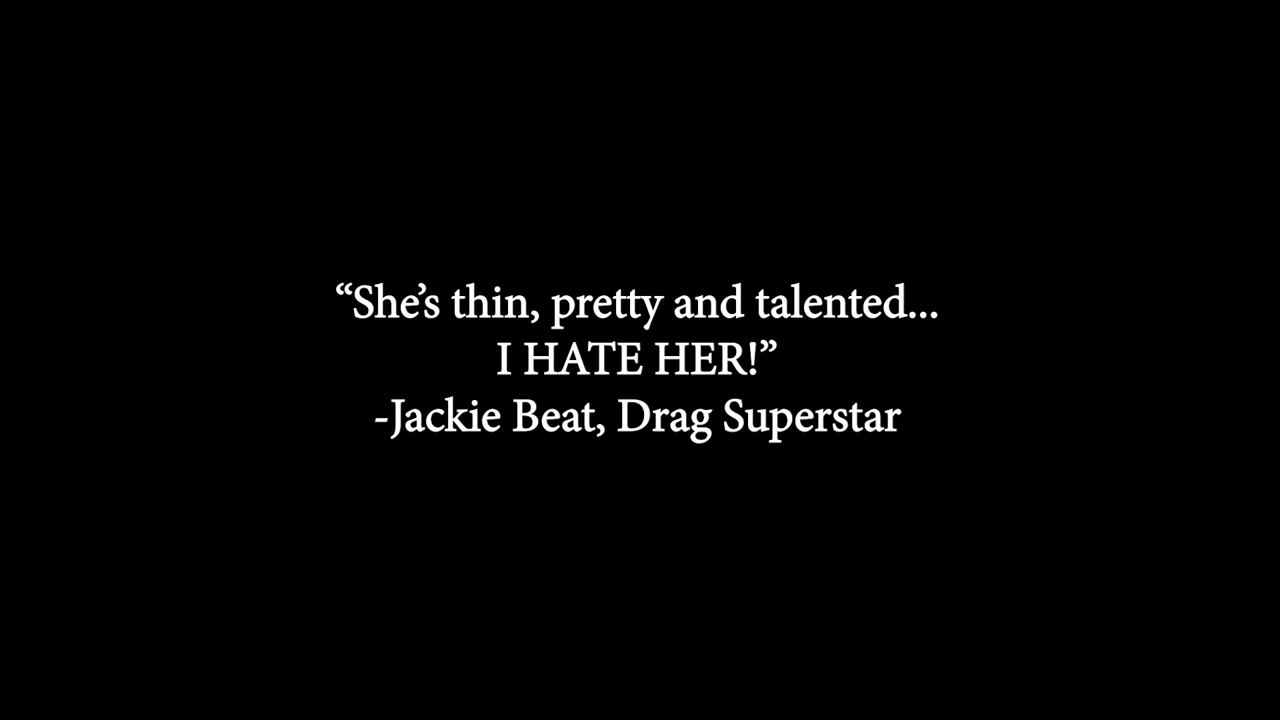 “She’s thin, pretty and talented...
I HATE HER!”
-Jackie Beat, Drag Superstar